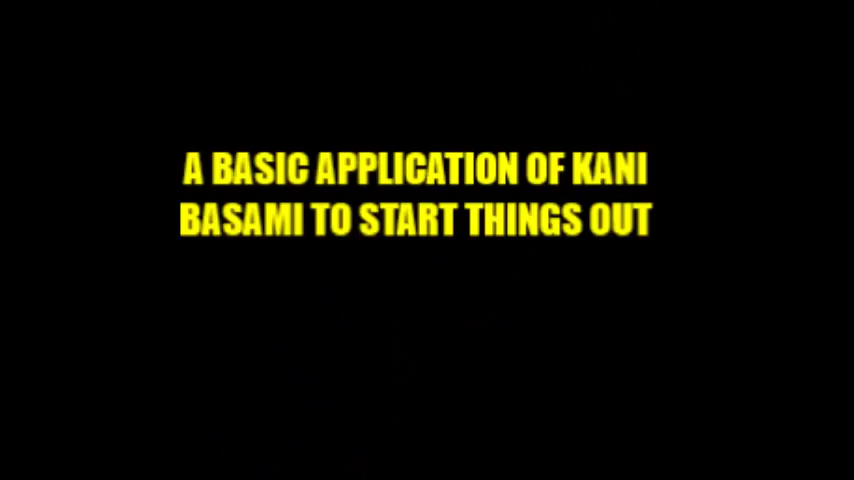 A BASIC APPLICATION OF KANI
BASAMI TO START THINGS OUT